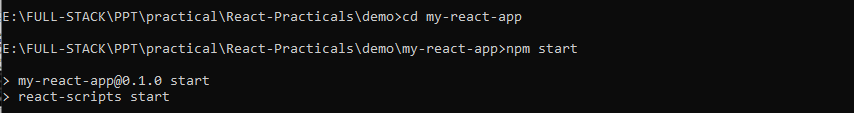 E:\FULL-STACK\PPT\practical\React-Practicals\demo>cd my-react-app
E:\FULL-STACK\PPT\practical\React-Practicals\demo\my-react-app>npm start
> my-react-app@0.1.0 start
> react-scripts start